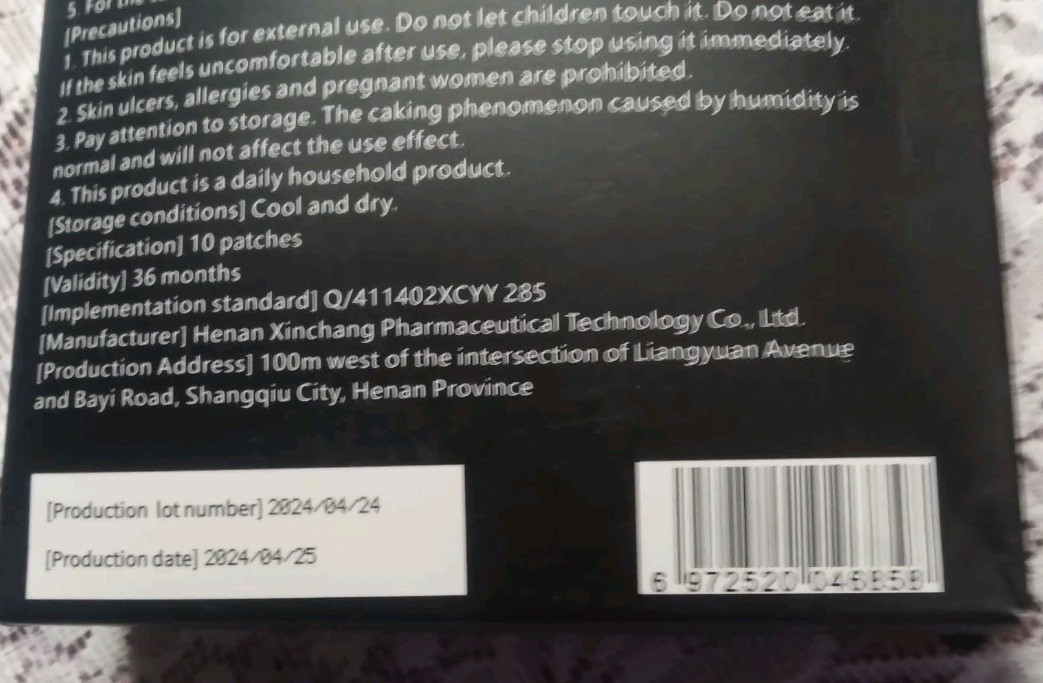 5. For the
[Precautions]
1. This product is for external use. Do not let children touch it. Do not eat it.
If the skin feels uncomfortable after use, please stop using it immediately.
2. Skin ulcers, allergies and pregnant women are prohibited.
3. Pay attention to storage. The caking phenomenon caused by humidity is
normal and will not affect the use effect.
4. This product is a daily household product.
[Storage conditions] Cool and dry.
[Specification] 10 patches
[Validity] 36 months
[Implementation standard] Q/411402XCYY 285
[Manufacturer] Henan Xinchang Pharmaceutical Technology Co., Ltd.
[Production Address] 100m west of the intersection of Liangyuan Avenue
and Bayi Road, Shangqiu City, Henan Province
[Production lot number] 2024/04/24
[Production date] 2024/04/25
6 972520 046858